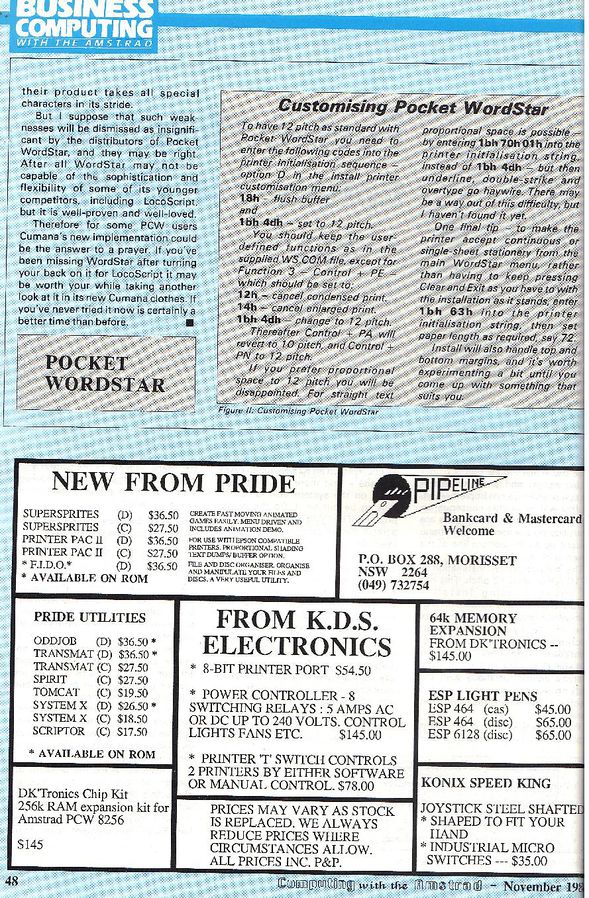 BUSINESS
COMPUTING
WITH THE AMSTRAD
their product takes all special
characters in its stride.
But I suppose that such weak-
nesses will be dismissed as insignifi-
cant by the distributors of Pocket
WordStar, and they may be right.
After all WordStar may not be
capable of the sophistication and
flexibility of some of its younger
competitors, including LocoScript,
but it is well-proven and well-loved.
Therefore for some PCW users
Cumana's new implementation could
be the answer to a prayer. If you've
been missing WordStar after turning
your back on it for LocoScript it may
be worth your while taking another
look at it in its new Cumana clothes. If
you've never tried it now is certainly a
better time than before. ■
POCKET
WORDSTAR
Customising Pocket WordStar
To have 12 pitch as standard with
Pocket WordStar you need to
enter the following codes into the
printer initialisation sequence –
option D in the install printer
customisation menu:
18h – flush buffer
and
1bh 4dh – set to 12 pitch.
You should keep the user-
defined functions as in the
supplied WS.COM file, except for
Function 3 – Control + PE –
which should be set to:
12h – cancel condensed print.
14h – cancel enlarged print.
1bh 4dh – change to 12 pitch.
Thereafter Control + PA will
revert to 10 pitch, and Control +
PN to 12 pitch.
If you prefer proportional
space to 12 pitch you will be
disappointed. For straight text
proportional space is possible –
by entering 1bh 70h 01h into the
printer initialisation string,
instead of 1bh 4dh – but then
underline, double-strike and
overtype go haywire. There may
be a way out of this difficulty, but
I haven't found it yet.
One final tip – to make the
printer accept continuous or
single-sheet stationery from the
main WordStar menu, rather
than having to keep pressing
Clear and Exit as you have to with
the installation as it stands, enter
1bh 63h into the printer
initialisation string, then set
paper length as required, say 72.
Install will also handle top and
bottom margins, and it's worth
experimenting a bit until you
come up with something that
suits you.
Figure II: Customising Pocket WordStar
NEW FROM PRIDE
SUPERSPRITES (D) $36.50
SUPERSPRITES (C) $27.50
PRINTER PAC II (D) $36.50
PRINTER PAC II (C) $27.50
* F.I.D.O.* (D) $36.50
* AVAILABLE ON ROM
CREATE FAST MOVING ANIMATED
GAMES EASILY. MENU DRIVEN AND
INCLUDES ANIMATION DEMO.
FOR USE WITH EPSON COMPATIBLE
PRINTERS. PROPORTIONAL SHADING
TEXT DUMPS/ BUFFER OPTION.
FILE AND DISC ORGANISER. ORGANISE
AND MANIPULATE YOUR FILES AND
DISCS. A VERY USEFUL UTILITY.
the PIPELINE
Bankcard & Mastercard
Welcome
P.O. BOX 288, MORISSET
NSW 2264
(049) 732754
PRIDE UTILITIES
ODDJOB (D) $36.50 *
TRANSMAT (D) $36.50 *
TRANSMAT (C) $27.50
SPIRIT (C) $27.50
TOMCAT (C) $19.50
SYSTEM X (D) $26.50 *
SYSTEM X (C) $18.50
SCRIPTOR (C) $17.50
* AVAILABLE ON ROM
DK'Tronics Chip Kit
256k RAM expansion kit for
Amstrad PCW 8256
$145
FROM K.D.S.
ELECTRONICS
* 8-BIT PRINTER PORT $54.50
* POWER CONTROLLER - 8
SWITCHING RELAYS : 5 AMPS AC
OR DC UP TO 240 VOLTS. CONTROL
LIGHTS FANS ETC. $145.00
* PRINTER 'T' SWITCH CONTROLS
2 PRINTERS BY EITHER SOFTWARE
OR MANUAL CONTROL. $78.00
PRICES MAY VARY AS STOCK
IS REPLACED. WE ALWAYS
REDUCE PRICES WHERE
CIRCUMSTANCES ALLOW.
ALL PRICES INC. P&P.
64k MEMORY
EXPANSION
FROM DK'TRONICS --
$145.00
ESP LIGHT PENS
ESP 464 (cas) $45.00
ESP 464 (disc) $65.00
ESP 6128 (disc) $65.00
KONIX SPEED KING
JOYSTICK STEEL SHAFTED
* SHAPED TO FIT YOUR
HAND
* INDUSTRIAL MICRO
SWITCHES --- $35.00
48
Computing with the Amstrad – November 198